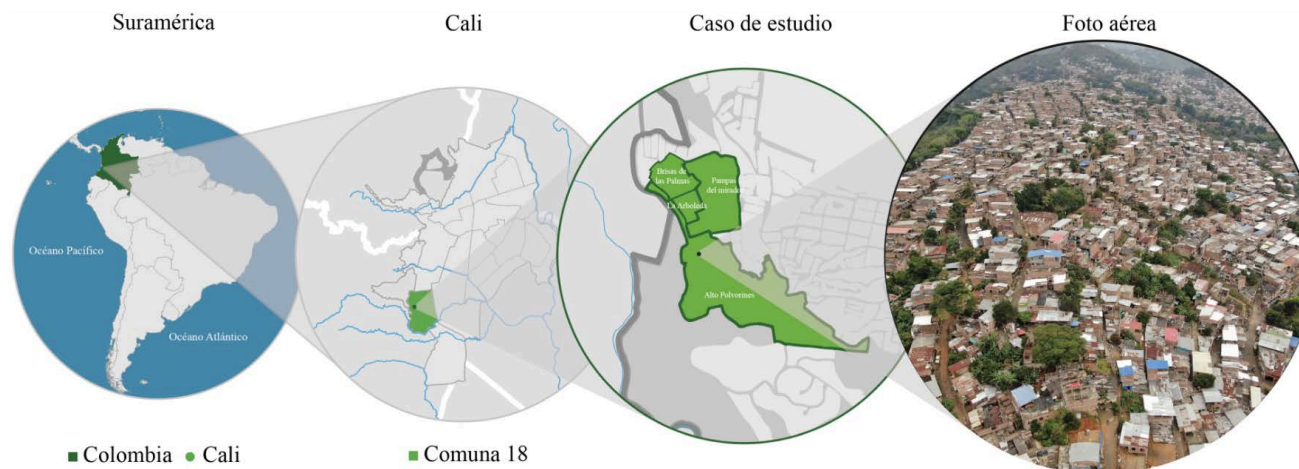 Suramérica
Cali
Caso de estudio
Foto aérea
Océano Pacífico
Océano Atlántico
Brisas de
las Palmas
Pampas
del mirador
La Arboleda
Alto Polvorines
Colombia
Cali
Comuna 18